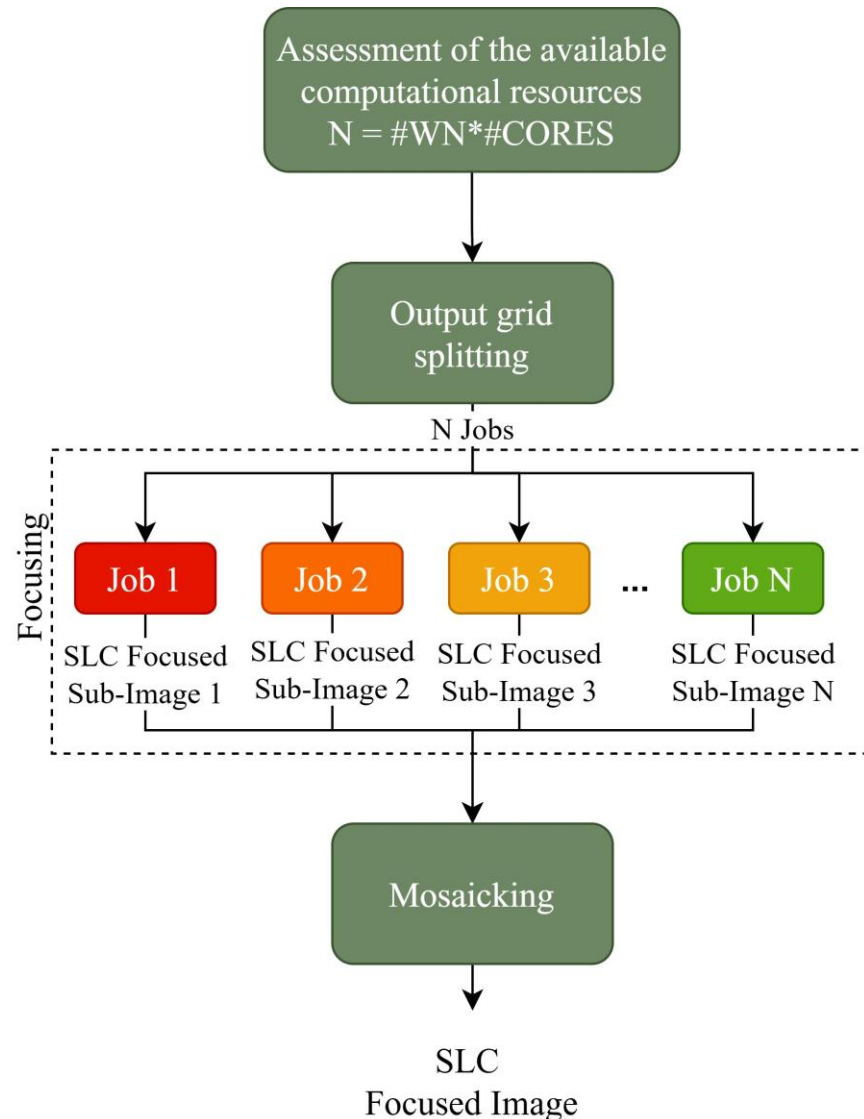 Assessment of the available
computational resources
N = #WN*#CORES
Output grid
splitting
N Jobs
Focusing
Job 1
Job 2
Job 3
...
Job N
SLC Focused
Sub-Image 1
SLC Focused
Sub-Image 2
SLC Focused
Sub-Image 3
SLC Focused
Sub-Image N
Mosaicking
SLC
Focused Image